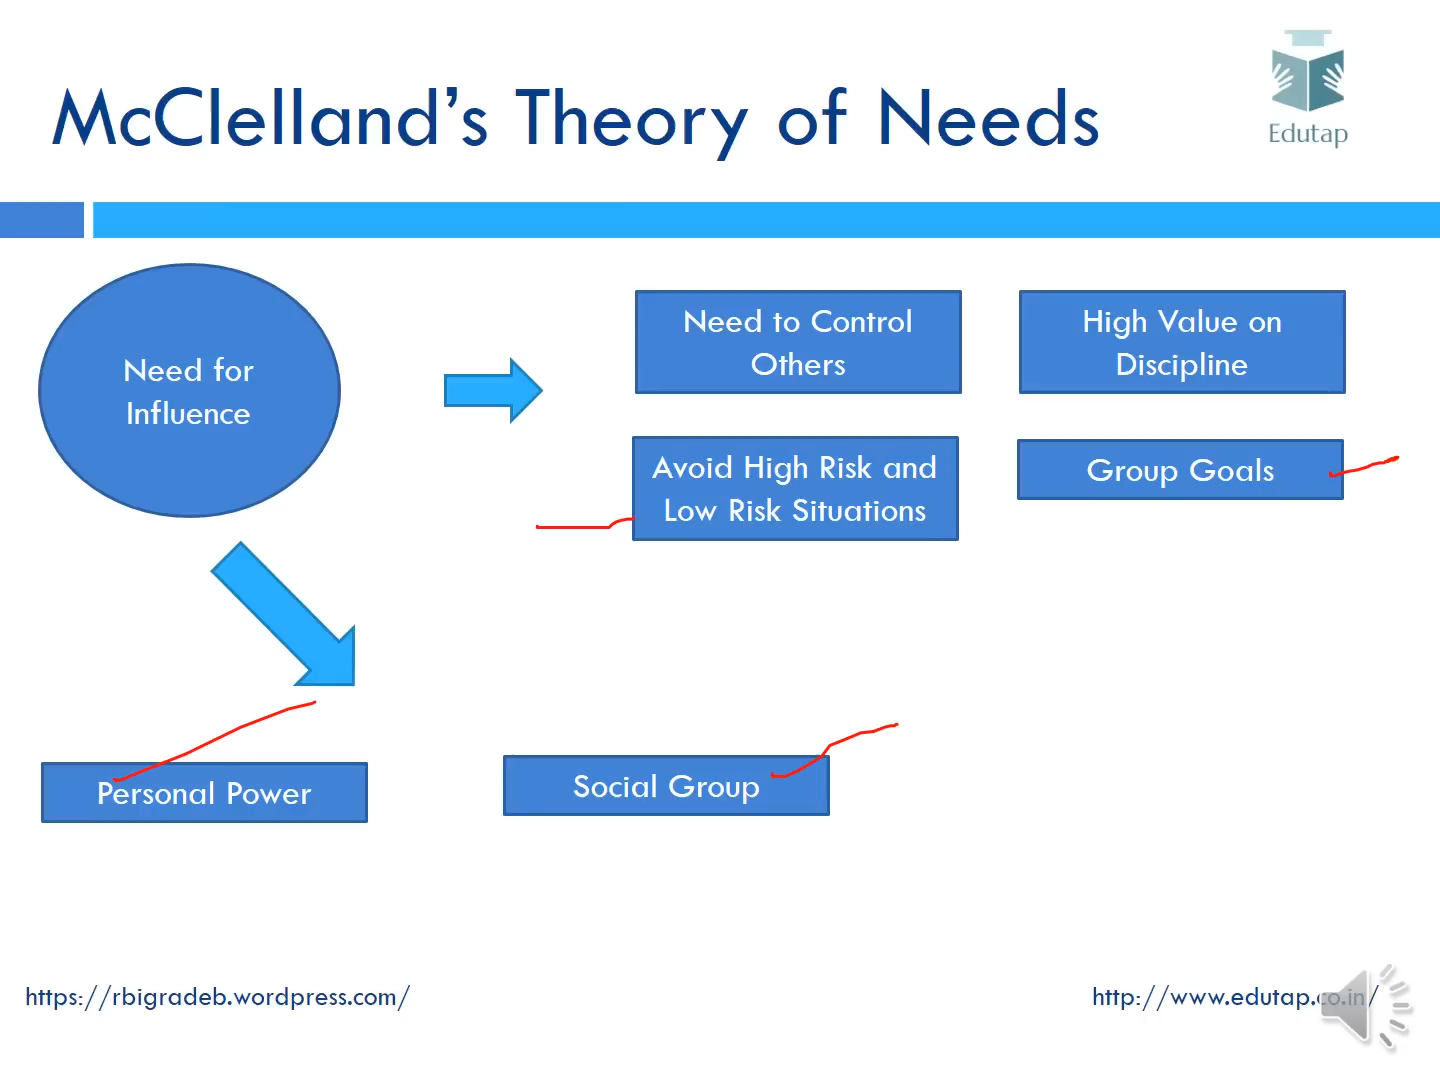 McClelland's Theory of Needs
Edutap
Need for
Influence
Need to Control
Others
High Value on
Discipline
Avoid High Risk and
Low Risk Situations
Group Goals
Personal Power
Social Group
https://rbigradeb.wordpress.com/
http://www.edutap.co.in/